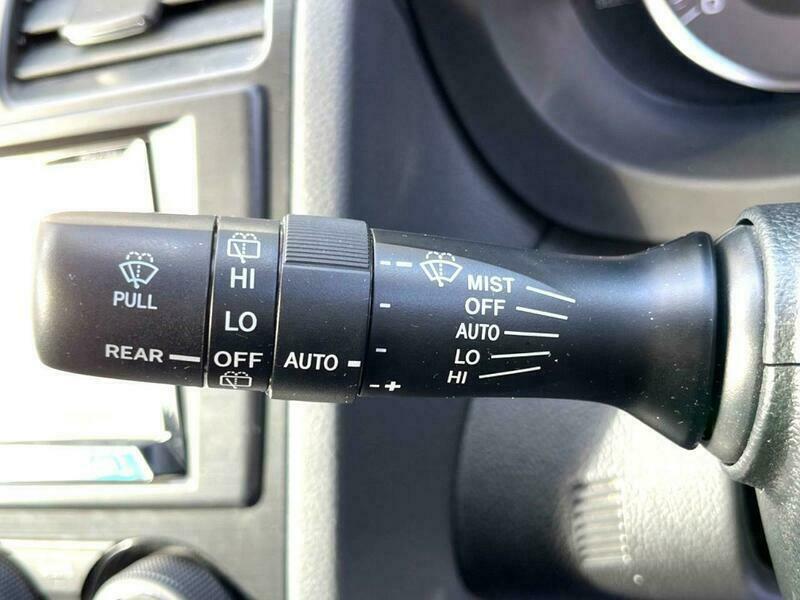 PULL
REAR
HI
LO
OFF
AUTO
--
-
-
-+
MIST
OFF
AUTO
LO
HI